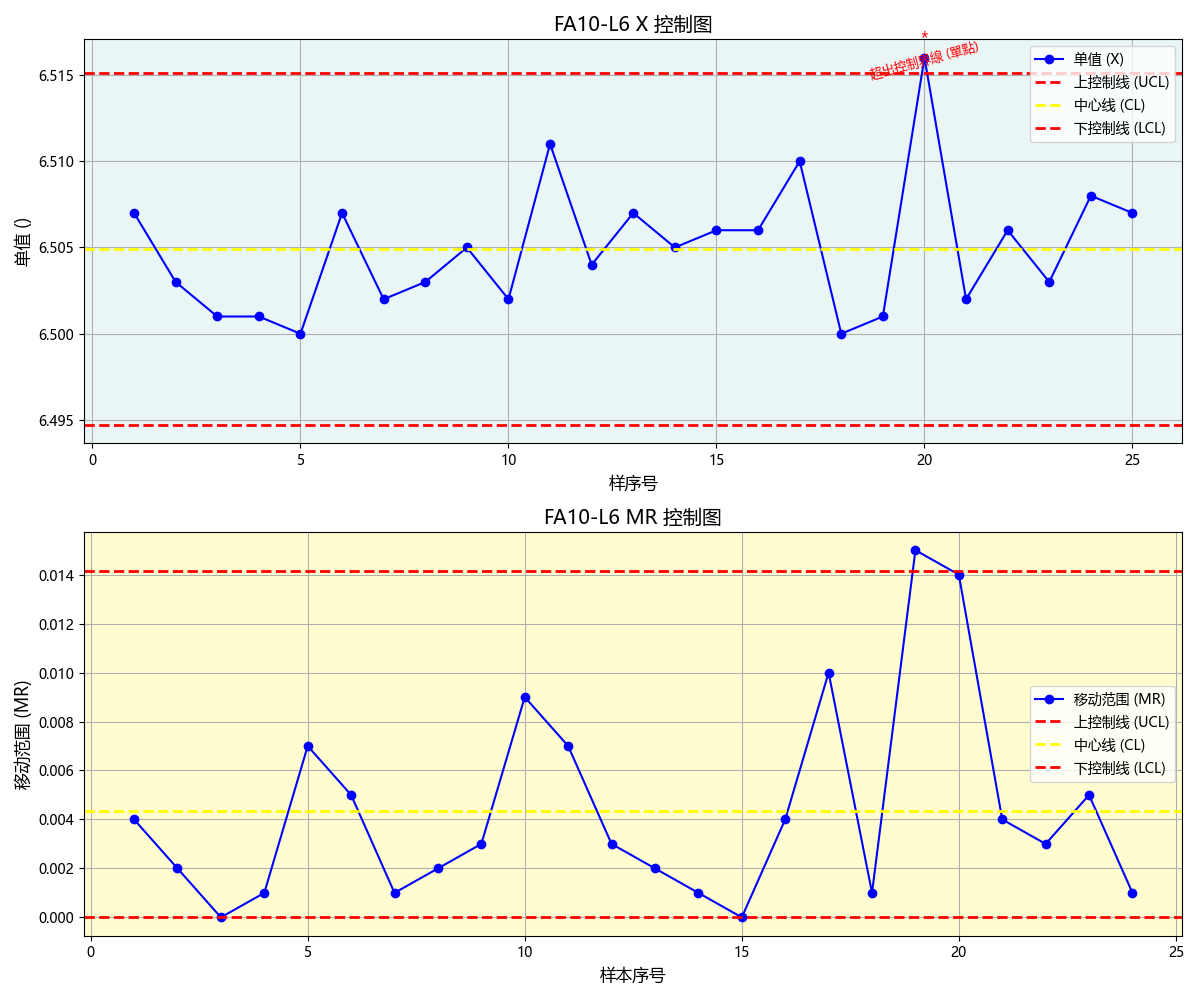 FA10-L6 X 控制图
*
超出控制界線 (單點)
单值 (X)
上控制线 (UCL)
中心线 (CL)
下控制线 (LCL)
单值 ()
6.515
6.510
6.505
6.500
6.495
0 5 10 15 20 25
样序号
FA10-L6 MR 控制图
移动范围 (MR)
上控制线 (UCL)
中心线 (CL)
下控制线 (LCL)
移动范围 (MR)
0.014
0.012
0.010
0.008
0.006
0.004
0.002
0.000
0 5 10 15 20 25
样本序号